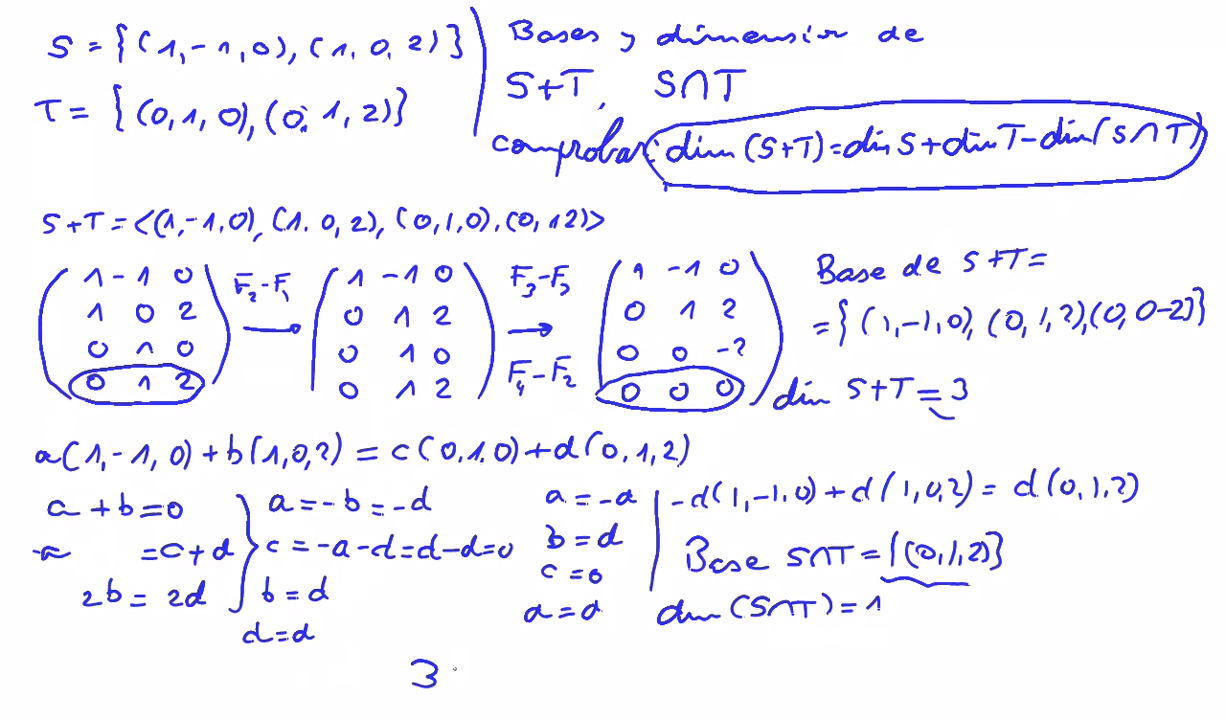 S = {(1,-1,0), (1,0,2)}
T = {(0,1,0), (0,1,2)}
Bases y dimension de
S+T, S∩T
comprobar: dim (S+T) = dim S + dim T - dim (S∩T)
S+T = <(1,-1,0), (1,0,2), (0,1,0), (0,12)>
1 -1 0
1 0 2
0 1 0
0 1 2
F2-F1
1 -1 0
0 1 2
0 1 0
0 1 2
F3-F2
F4-F2
1 -1 0
0 1 2
0 0 -2
0 0 0
Base de S+T =
= {(1,-1,0), (0,1,2), (0,0-2)}
dim S+T = 3
a(1,-1,0) + b(1,0,2) = c(0,1,0) + d(0,1,2)
a + b = 0
-a = c + d
2b = 2d
a = -b = -d
c = -a - d = d - d = 0
b = d
d = d
a = -d
b = d
c = 0
d = d
-d(1,-1,0) + d(1,0,2) = d(0,1,2)
Base S∩T = {(0,1,2)}
dim (S∩T) = 1
3